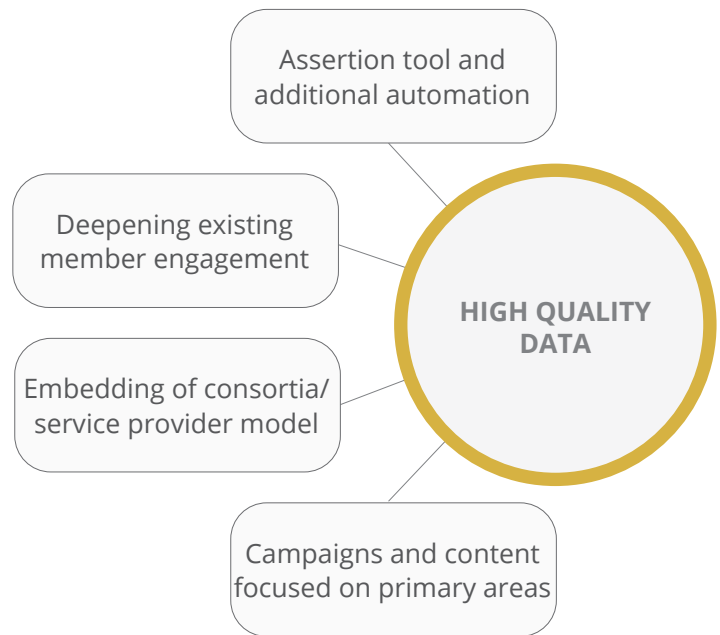 Assertion tool and
additional automation
Deepening existing
member engagement
HIGH QUALITY
DATA
Embedding of consortia/
service provider model
Campaigns and content
focused on primary areas